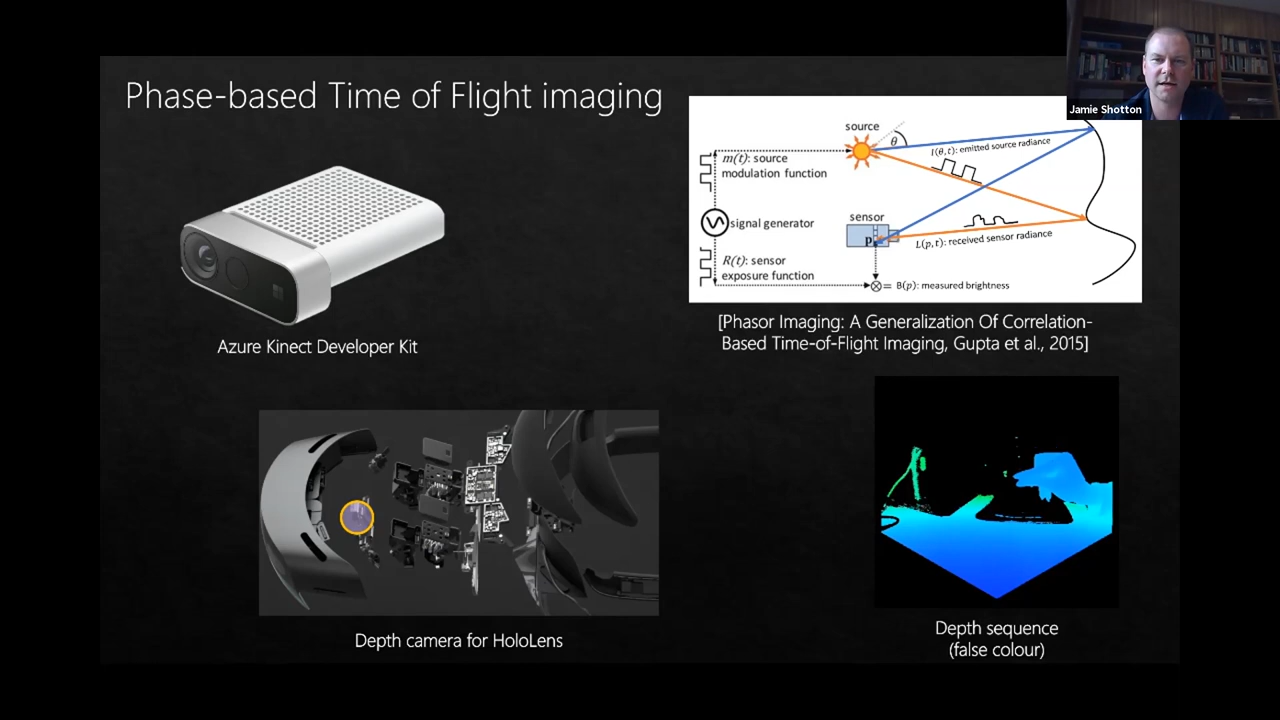 Phase-based Time of Flight imaging
Jamie Shotton
source
θ
I(θ,t): emitted source radiance
m(t): source
modulation function
signal generator
sensor
p
L(p,t): received sensor radiance
R(t): sensor
exposure function
⊗= B(p): measured brightness
Azure Kinect Developer Kit
[Phasor Imaging: A Generalization Of Correlation-
Based Time-of-Flight Imaging, Gupta et al., 2015]
Depth camera for HoloLens
Depth sequence
(false colour)